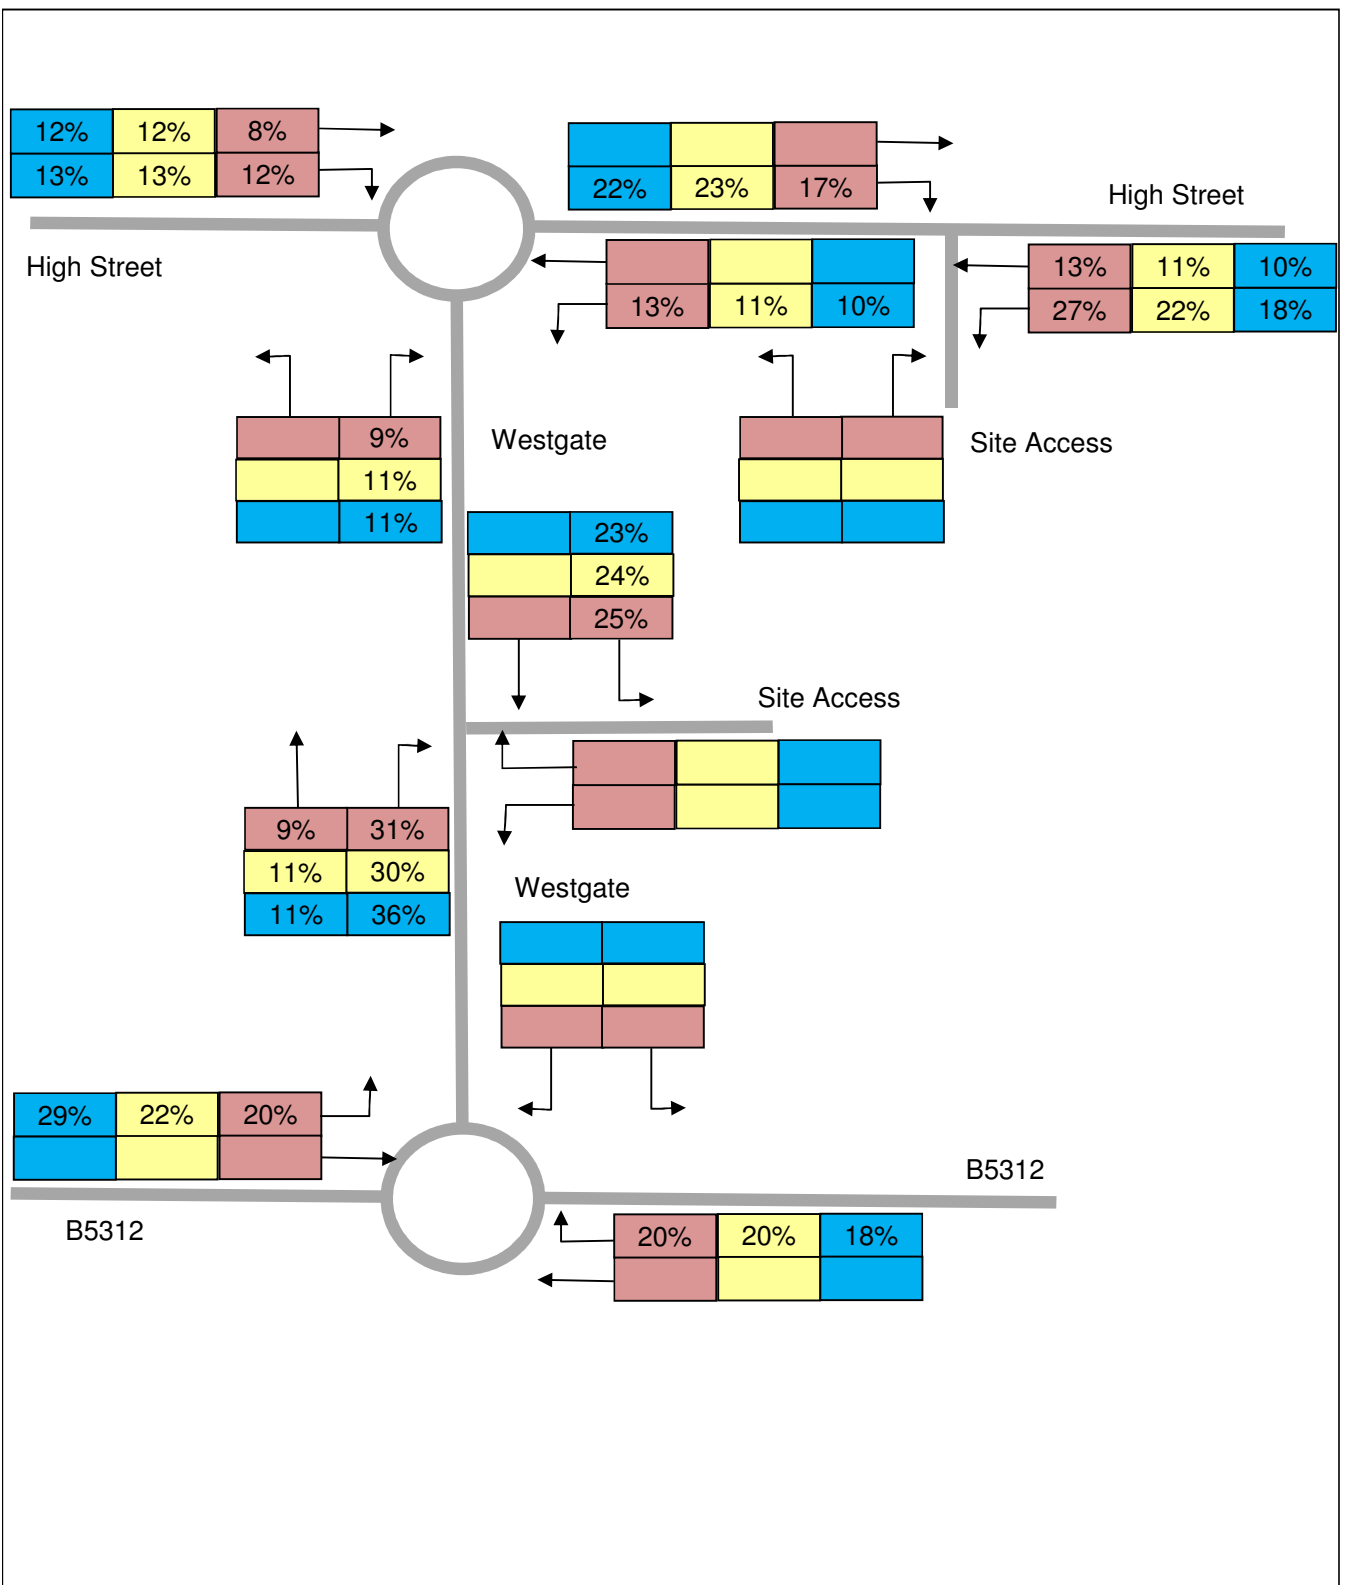 12% 12% 8%
13% 13% 12%
22% 23% 17%
High Street
High Street
13% 11% 10%
27% 22% 18%
13% 11% 10%
9%
11%
11%
Westgate
Site Access
23%
24%
25%
Site Access
9% 31%
11% 30%
11% 36%
Westgate
29% 22% 20%
B5312
B5312
20% 20% 18%